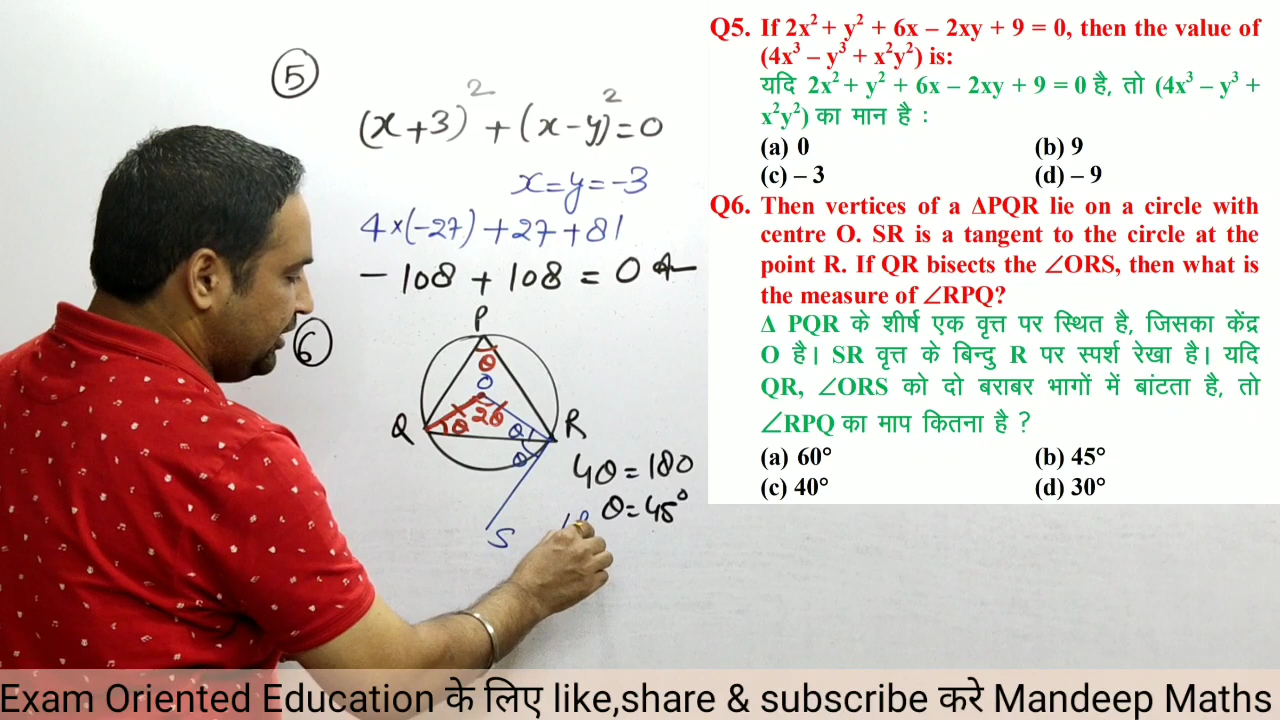 5
(x+3)² + (x-y)² = 0
x = y = -3
4×(-27) + 27 + 81
- 108 + 108 = 0
6
P
θ
O
2θ
Q
θ
θ
R
θ
4θ = 180
θ = 45°
S
Q5. If 2x² + y² + 6x – 2xy + 9 = 0, then the value of
(4x³ – y³ + x²y²) is:
यदि 2x² + y² + 6x – 2xy + 9 = 0 है, तो (4x³ – y³ +
x²y²) का मान है :
(a) 0 (b) 9
(c) – 3 (d) – 9
Q6. Then vertices of a ΔPQR lie on a circle with
centre O. SR is a tangent to the circle at the
point R. If QR bisects the ∠ORS, then what is
the measure of ∠RPQ?
Δ PQR के शीर्ष एक वृत्त पर स्थित है, जिसका केंद्र
O है। SR वृत्त के बिन्दु R पर स्पर्श रेखा है। यदि
QR, ∠ORS को दो बराबर भागों में बांटता है, तो
∠RPQ का माप कितना है ?
(a) 60° (b) 45°
(c) 40° (d) 30°
Exam Oriented Education के लिए like,share & subscribe करे Mandeep Maths